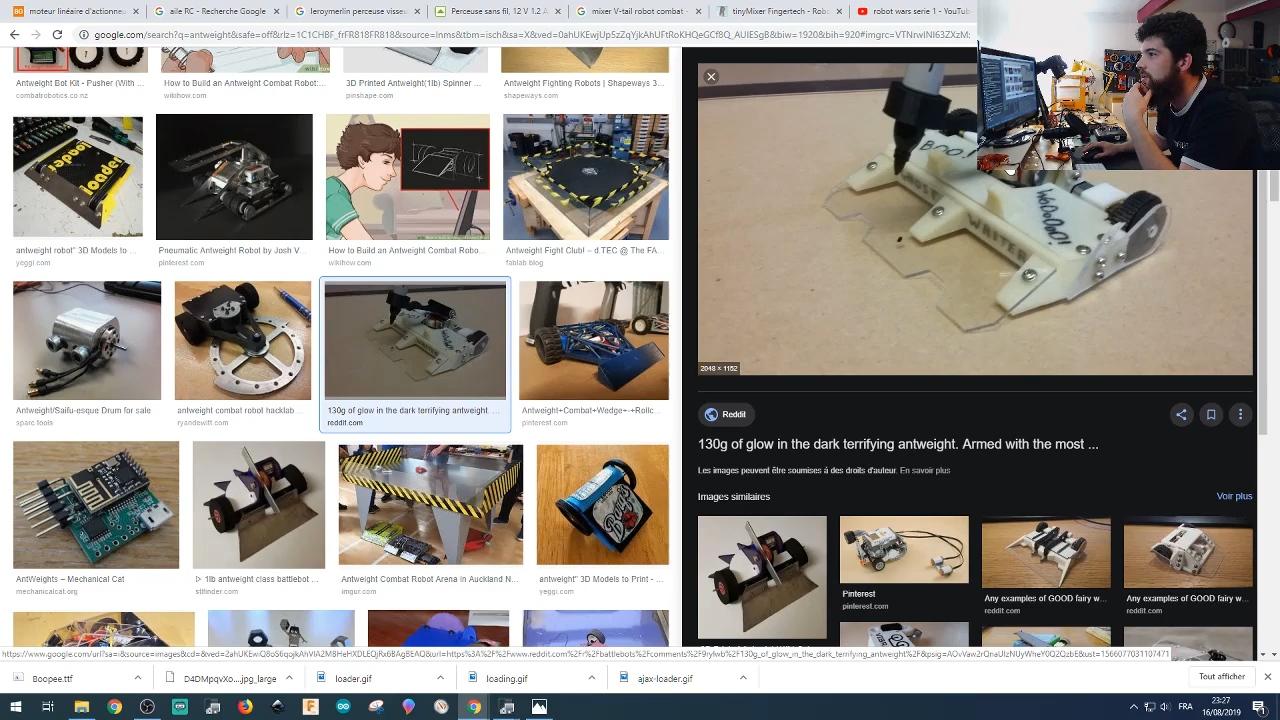 moteur linéaire d'actionneu
aile RC - Recherche Google
leroymerlin perceuse visseu
Perceuse sans fil, 12 V 1.2 A
mixer V-tail robot combat -
tinyMixer Fingertech - Rob
robot wars serie 1 - YouTub
google.com/search?q=antweight&safe=off&rlz=1C1CHBF_frFR818FR818&source=lnms&tbm=isch&sa=X&ved=
Antweight Bot Kit - Pusher (With ...
How to Build an Antweight Combat Robot:
3D Printed Antweight(1lb) Spinner ...
Antweight Fighting Robots | Shapeways 3...
combatrobotics.co.nz
wikihow.com
pinshape.com
shapeways.com
antweight robot" 3D Models to ...
Pneumatic Antweight Robot by Josh V...
How to Build an Antweight Combat Robo...
Antweight Fight Club! – d.TEC @ The FA...
yeggi.com
pinterest.com
wikihow.com
fablab.blog
Antweight/Saifu-esque Drum for sale
antweight combat robot hacklab ...
130g of glow in the dark terrifying antweight. ...
Antweight+Combat+Wedge+-+Rollc...
sparc.tools
ryandewitt.com
reddit.com
pinterest.com
AntWeights – Mechanical Cat
▷ 1lb antweight class battlebot ...
Antweight Combat Robot Arena in Auckland N...
antweight" 3D Models to Print - ...
mechanicalcat.org
stlfinder.com
imgur.com
yeggi.com
BOO!
WoOoOo!
2048 × 1152
Reddit
130g of glow in the dark terrifying antweight. Armed with the most ...
Les images peuvent être soumises à des droits d'auteur. En savoir plus
Images similaires
Voir plus
Pinterest
pinterest.com
Any examples of GOOD fairy w...
reddit.com
Any examples of GOOD fairy w...
reddit.com
Boopee.ttf
D4DMpqvXo....jpg_large
loader.gif
loading.gif
ajax-loader.gif
Tout afficher
FRA
23:27
16/08/2019